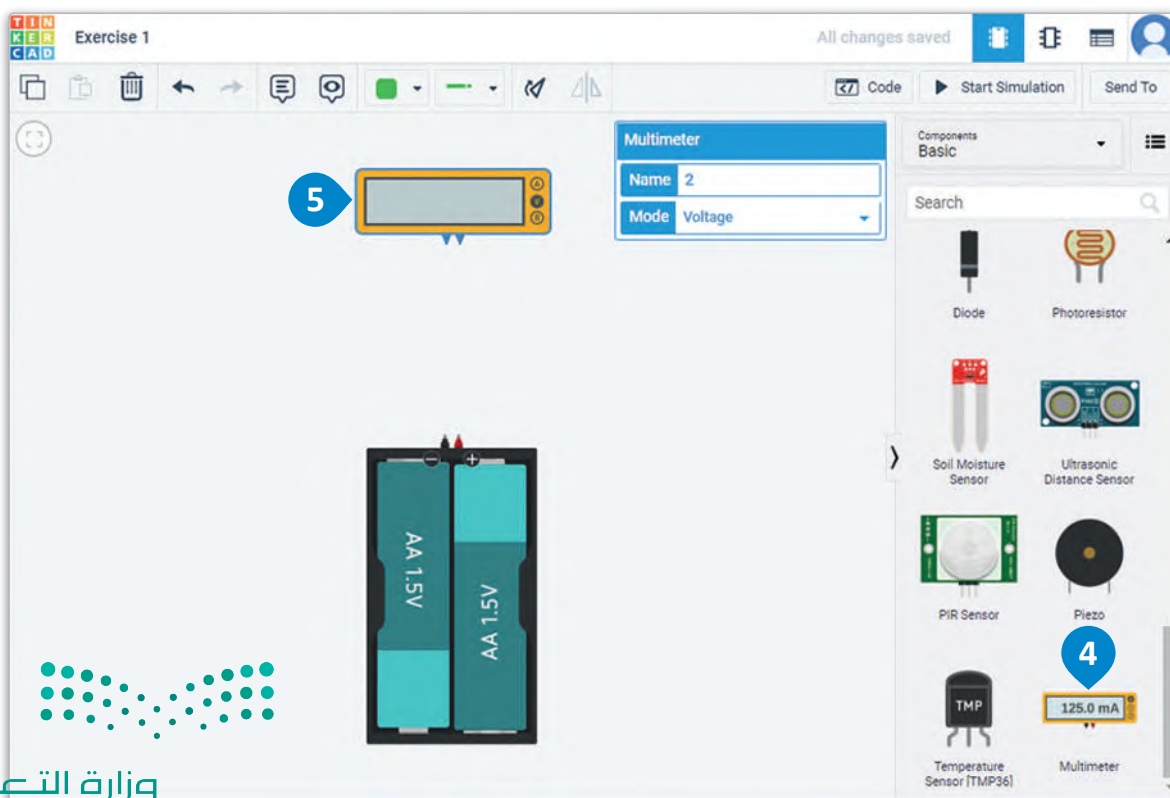 TIN
KER
CAD
Exercise 1
All changes saved
Code
Start Simulation
Send To
Multimeter
Name 2
Mode Voltage
Components
Basic
Search
5
A
V
R
Diode
Photoresistor
Soil Moisture
Sensor
Ultrasonic
Distance Sensor
AA 1.5V
AA 1.5V
PIR Sensor
Piezo
4
TMP
125.0 mA
Temperature
Sensor [TMP36]
Multimeter
وزارة